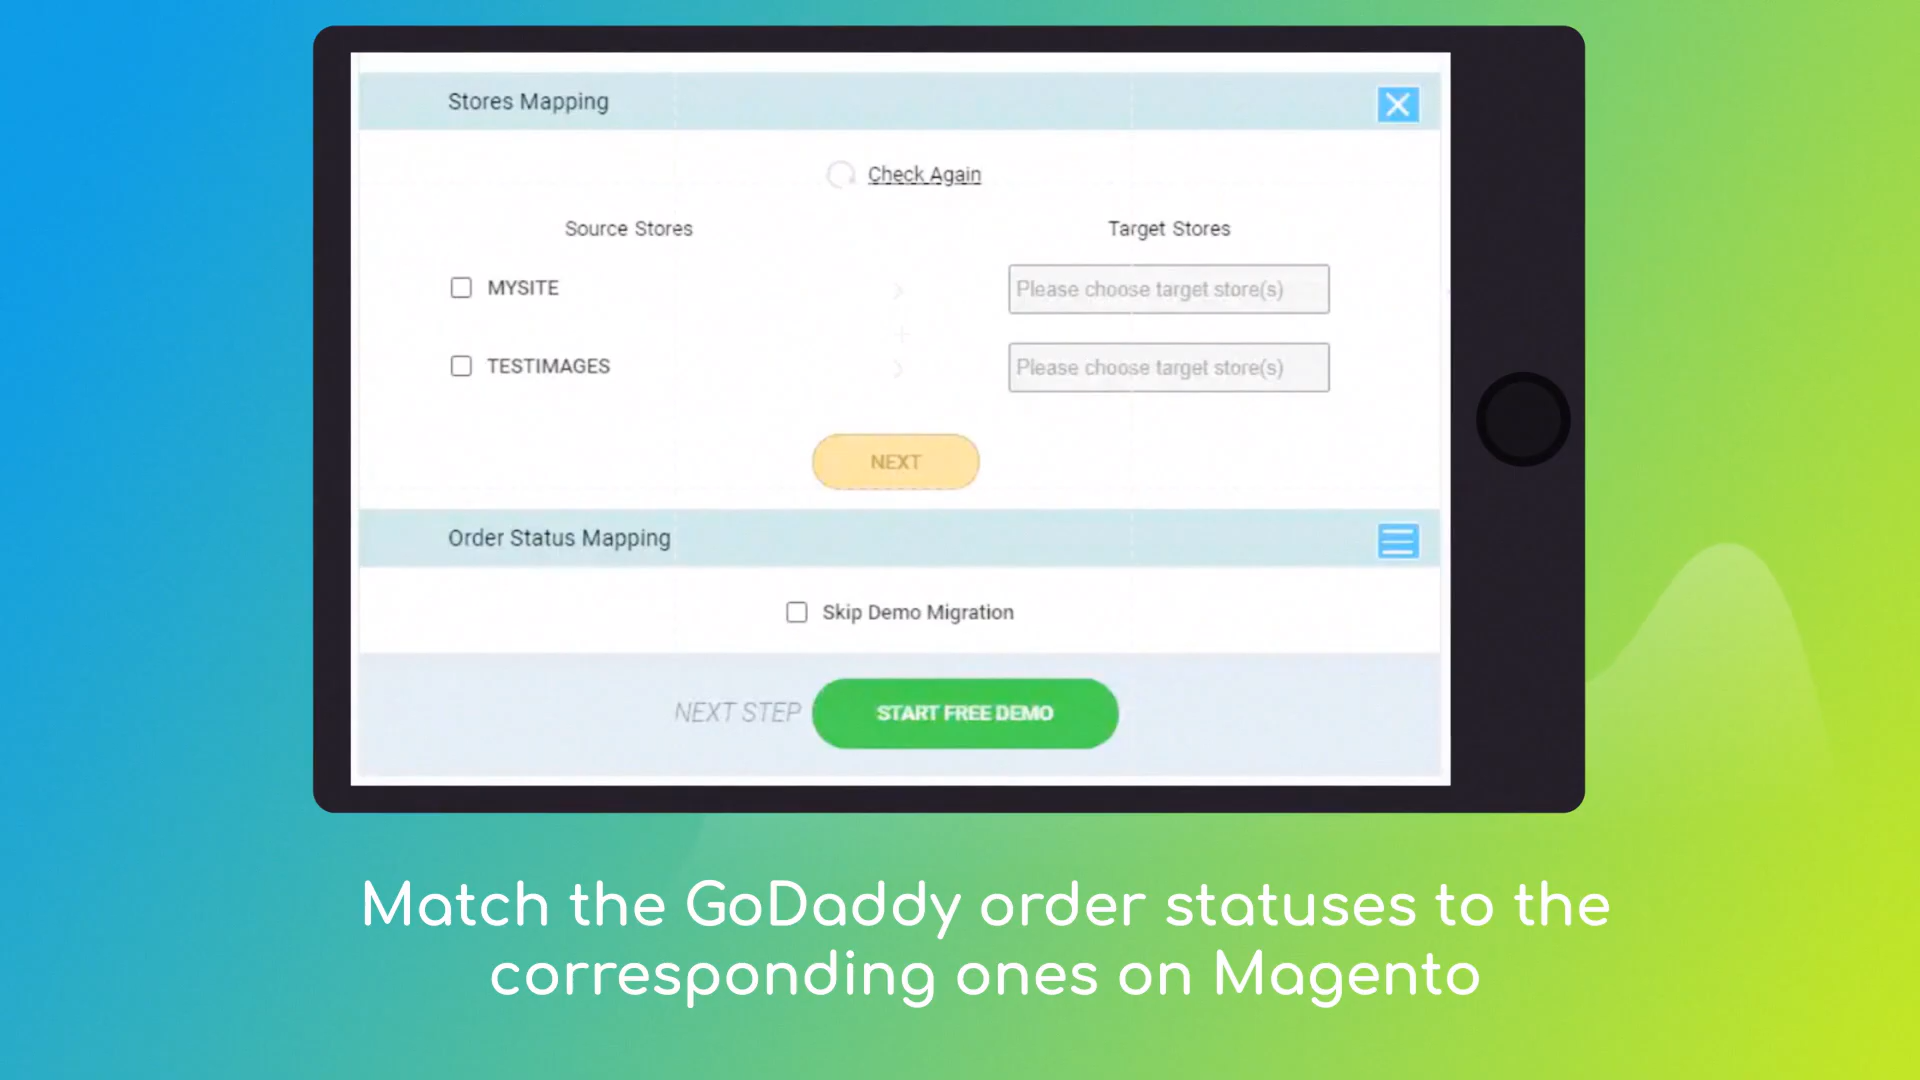 Stores Mapping
Check Again
Source Stores
Target Stores
MYSITE
Please choose target store(s)
TESTIMAGES
Please choose target store(s)
NEXT
Order Status Mapping
Skip Demo Migration
NEXT STEP
START FREE DEMO
Match the GoDaddy order statuses to the
corresponding ones on Magento